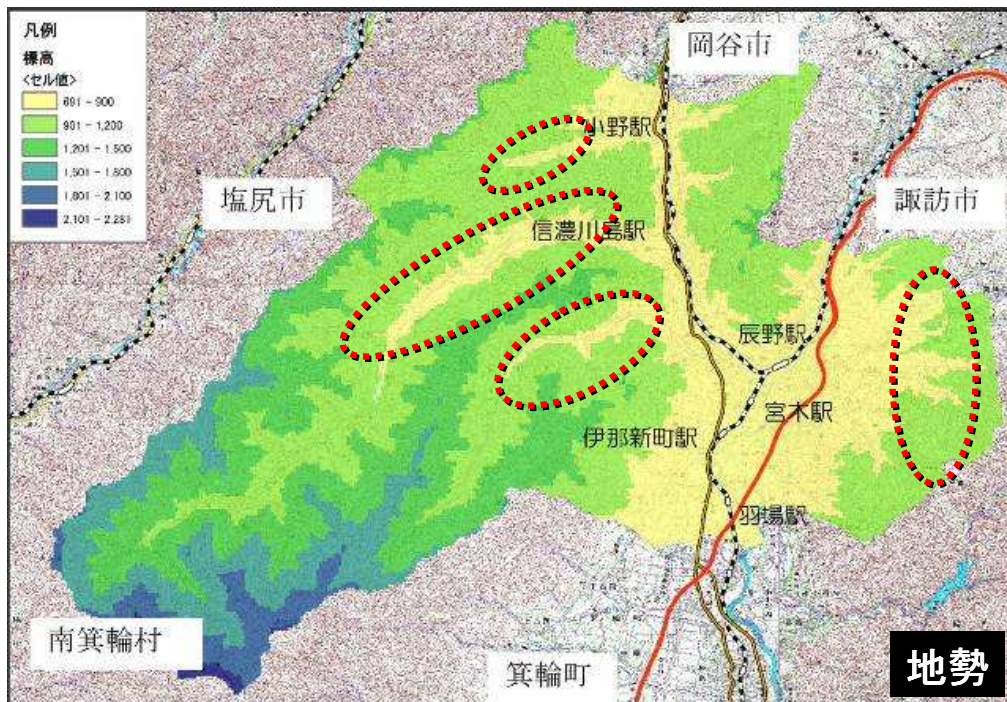 凡例
標高
<セル値>
691 - 900
901 - 1,200
1,201 - 1,500
1,501 - 1,800
1,801 - 2,100
2,101 - 2,281
岡谷市
小野駅
塩尻市
諏訪市
信濃川島駅
辰野駅
宮木駅
伊那新町駅
羽場駅
南箕輪村
箕輪町
地勢